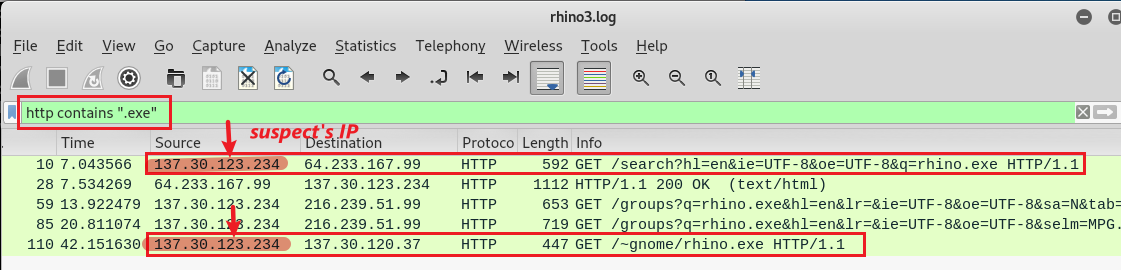 rhino3.log
File Edit View Go Capture Analyze Statistics Telephony Wireless Tools Help
http contains ".exe"
suspect's IP
. Time Source Destination Protoco Length Info
10 7.043566 137.30.123.234 64.233.167.99 HTTP 592 GET /search?hl=en&ie=UTF-8&oe=UTF-8&q=rhino.exe HTTP/1.1
28 7.534269 64.233.167.99 137.30.123.234 HTTP 1112 HTTP/1.1 200 OK (text/html)
59 13.922479 137.30.123.234 216.239.51.99 HTTP 653 GET /groups?q=rhino.exe&hl=en&lr=&ie=UTF-8&oe=UTF-8&sa=N&tab=
85 20.811074 137.30.123.234 216.239.51.99 HTTP 719 GET /groups?q=rhino.exe&hl=en&lr=&ie=UTF-8&oe=UTF-8&selm=MPG.
110 42.151630 137.30.123.234 137.30.120.37 HTTP 447 GET /~gnome/rhino.exe HTTP/1.1